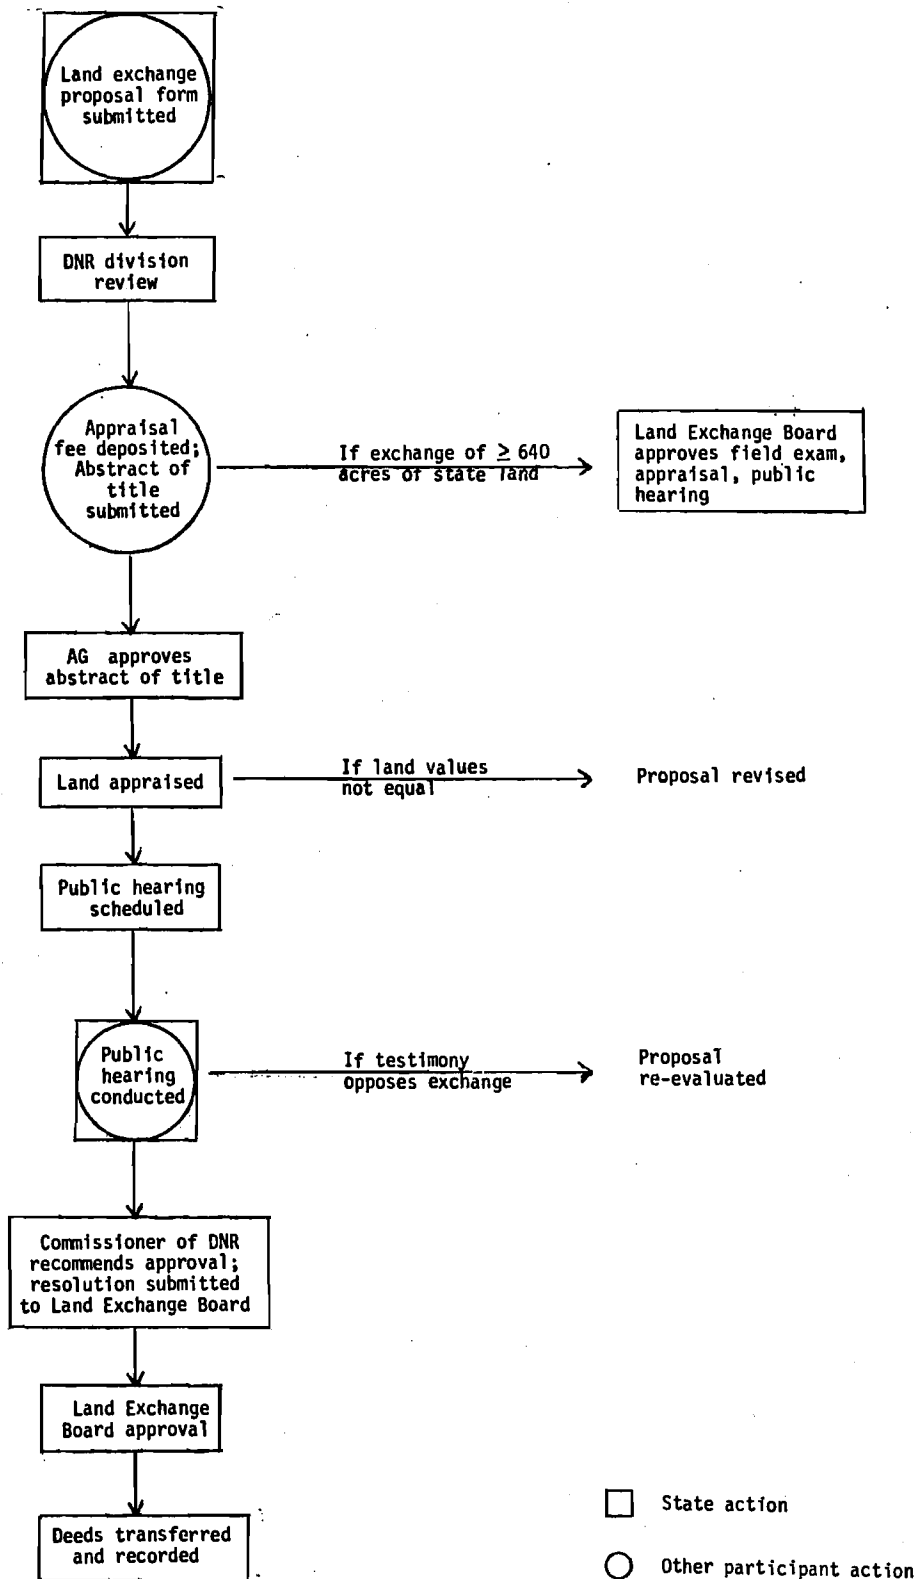 Land exchange
proposal form
submitted
DNR division
review
Appraisal
fee deposited;
Abstract of
title
submitted
If exchange of ≥ 640
acres of state land
Land Exchange Board
approves field exam,
appraisal, public
hearing
AG approves
abstract of title
Land appraised
If land values
not equal
Proposal revised
Public hearing
scheduled
Public
hearing
conducted
If testimony
opposes exchange
Proposal
re-evaluated
Commissioner of DNR
recommends approval;
resolution submitted
to Land Exchange Board
Land Exchange
Board approval
Deeds transferred
and recorded
State action
Other participant action